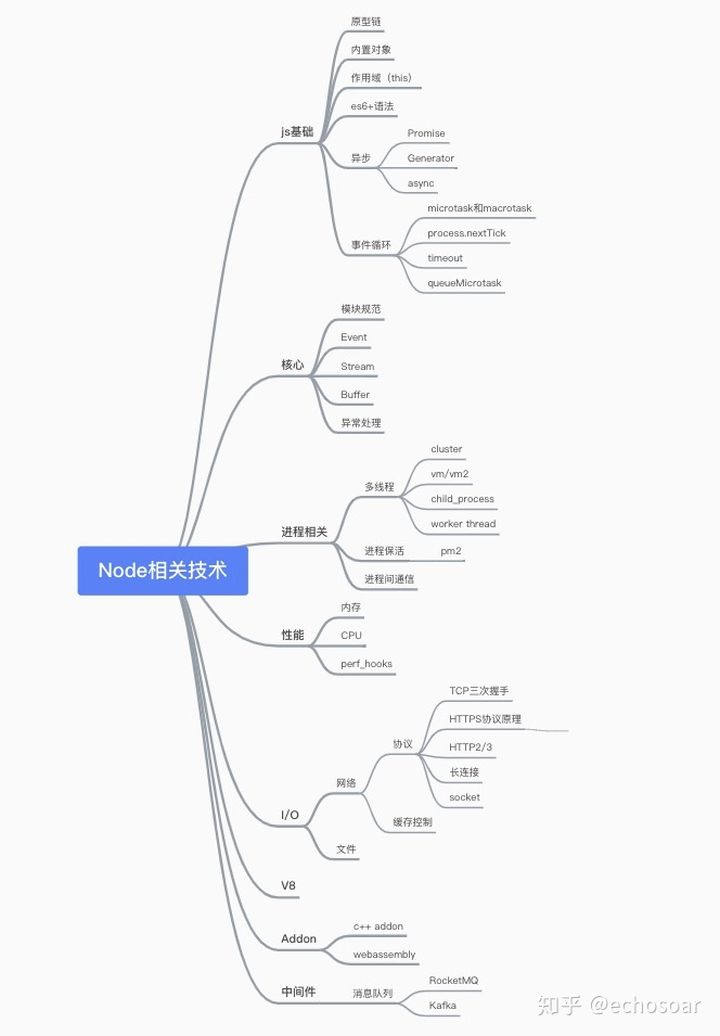 原型链
内置对象
作用域（this）
es6+语法
js基础
异步
Promise
Generator
async
事件循环
microtask和macrotask
process.nextTick
timeout
queueMicrotask
核心
模块规范
Event
Stream
Buffer
异常处理
进程相关
多线程
cluster
vm/vm2
child_process
worker thread
进程保活
pm2
进程间通信
Node相关技术
性能
内存
CPU
perf_hooks
I/O
网络
协议
TCP三次握手
HTTPS协议原理
HTTP2/3
长连接
socket
缓存控制
文件
V8
Addon
c++ addon
webassembly
中间件
消息队列
RocketMQ
Kafka
知乎 @echosoar